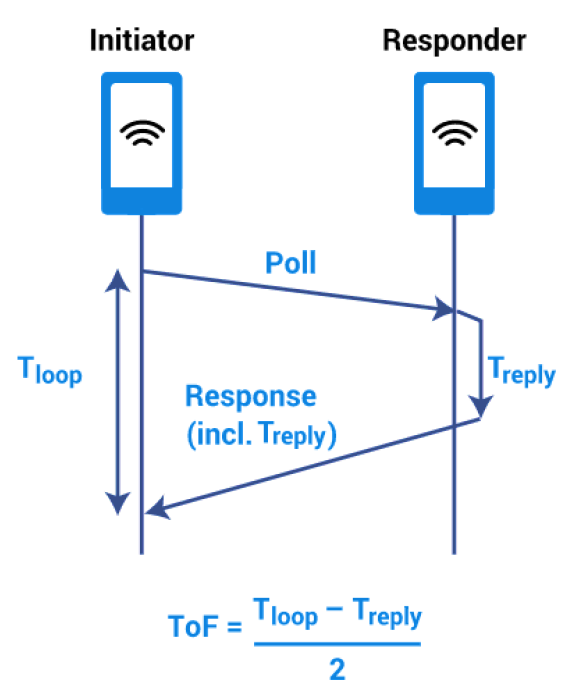 Initiator
Responder
Poll
Tloop
Treply
Response
(incl. Treply)
ToF = Tloop – Treply
2